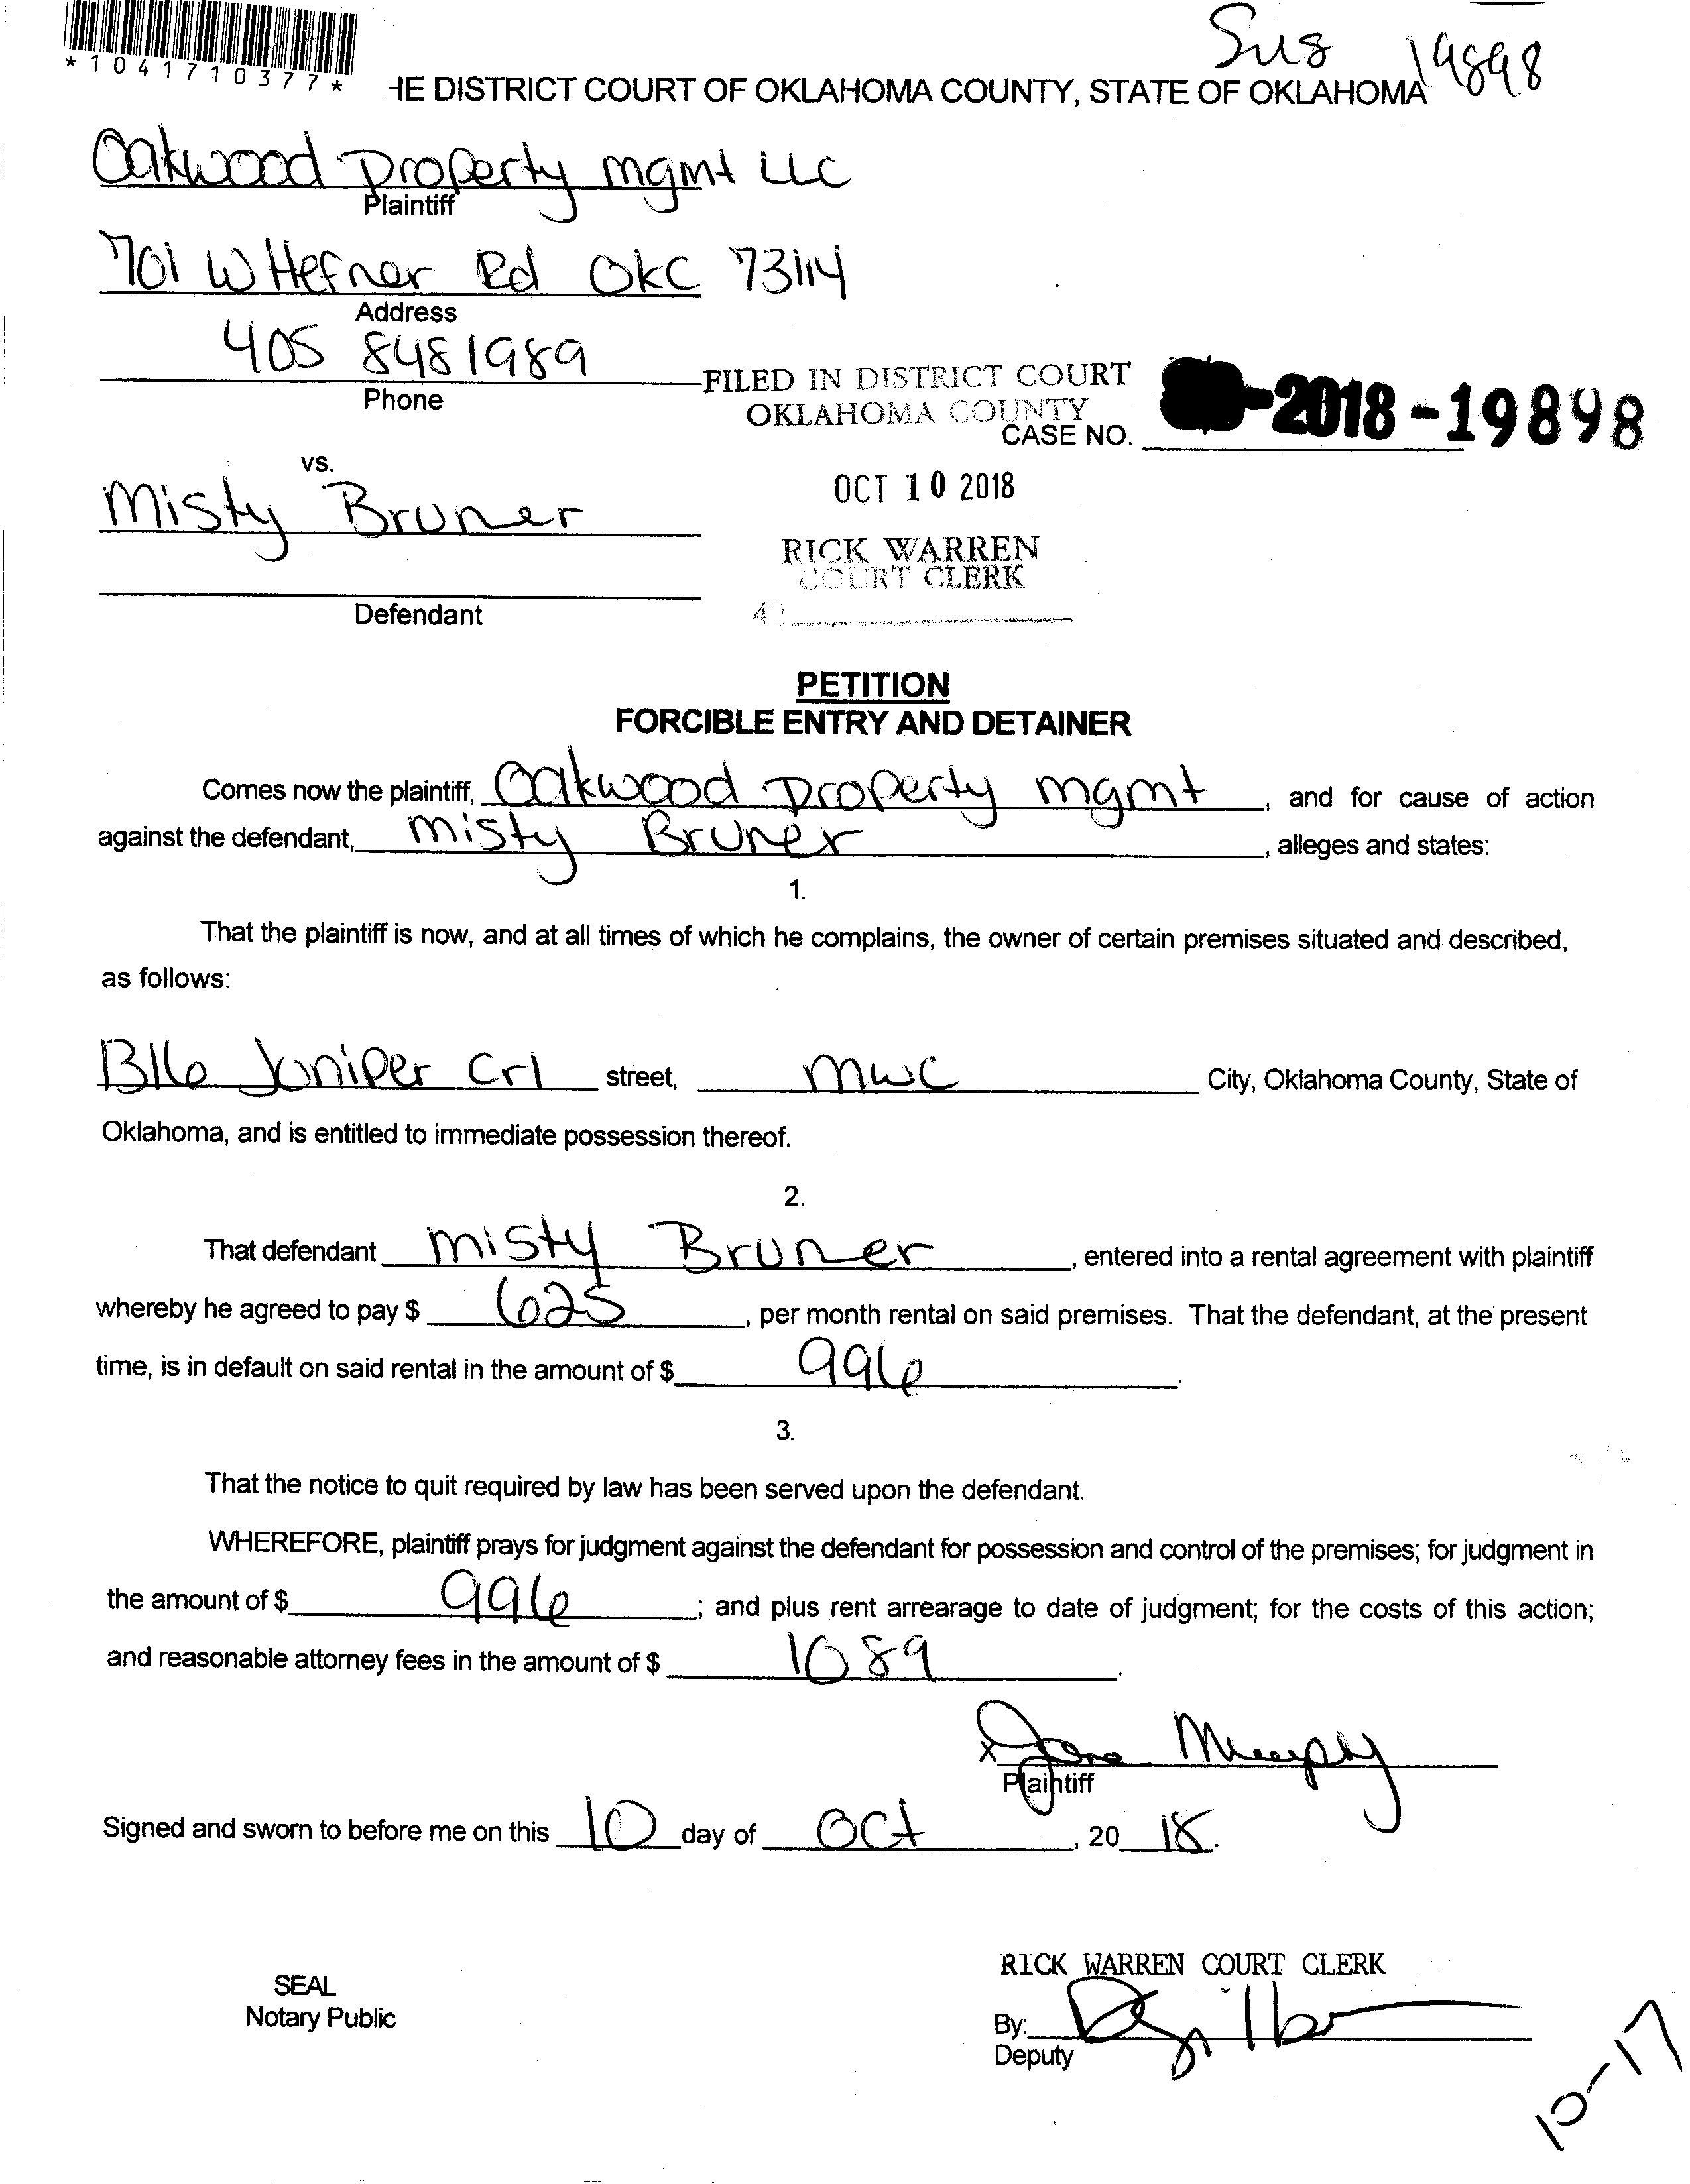 *1041710377*
Sus 19898
HE DISTRICT COURT OF OKLAHOMA COUNTY, STATE OF OKLAHOMA
Oakwood Property mgmt LLC
Plaintiff
701 W Hefner Rd OKC 73114
Address
405 8481989
Phone
FILED IN DISTRICT COURT
OKLAHOMA COUNTY
CASE NO. -2018-19898
vs.
OCT 10 2018
Misty Bruner
RICK WARREN
COURT CLERK
Defendant
PETITION
FORCIBLE ENTRY AND DETAINER
Comes now the plaintiff, Oakwood Property mgmt, and for cause of action
against the defendant, Misty Bruner, alleges and states:
1.
That the plaintiff is now, and at all times of which he complains, the owner of certain premises situated and described,
as follows:
1316 Juniper Crl street, MWC City, Oklahoma County, State of
Oklahoma, and is entitled to immediate possession thereof.
2.
That defendant Misty Bruner, entered into a rental agreement with plaintiff
whereby he agreed to pay $ 625, per month rental on said premises. That the defendant, at the present
time, is in default on said rental in the amount of $ 996.
3.
That the notice to quit required by law has been served upon the defendant.
WHEREFORE, plaintiff prays for judgment against the defendant for possession and control of the premises; for judgment in
the amount of $ 996; and plus rent arrearage to date of judgment; for the costs of this action;
and reasonable attorney fees in the amount of $ 1089.
x Murphy
Plaintiff
Signed and sworn to before me on this 10 day of Oct, 20 18.
RICK WARREN COURT CLERK
SEAL
Notary Public
By:
Deputy
10-17